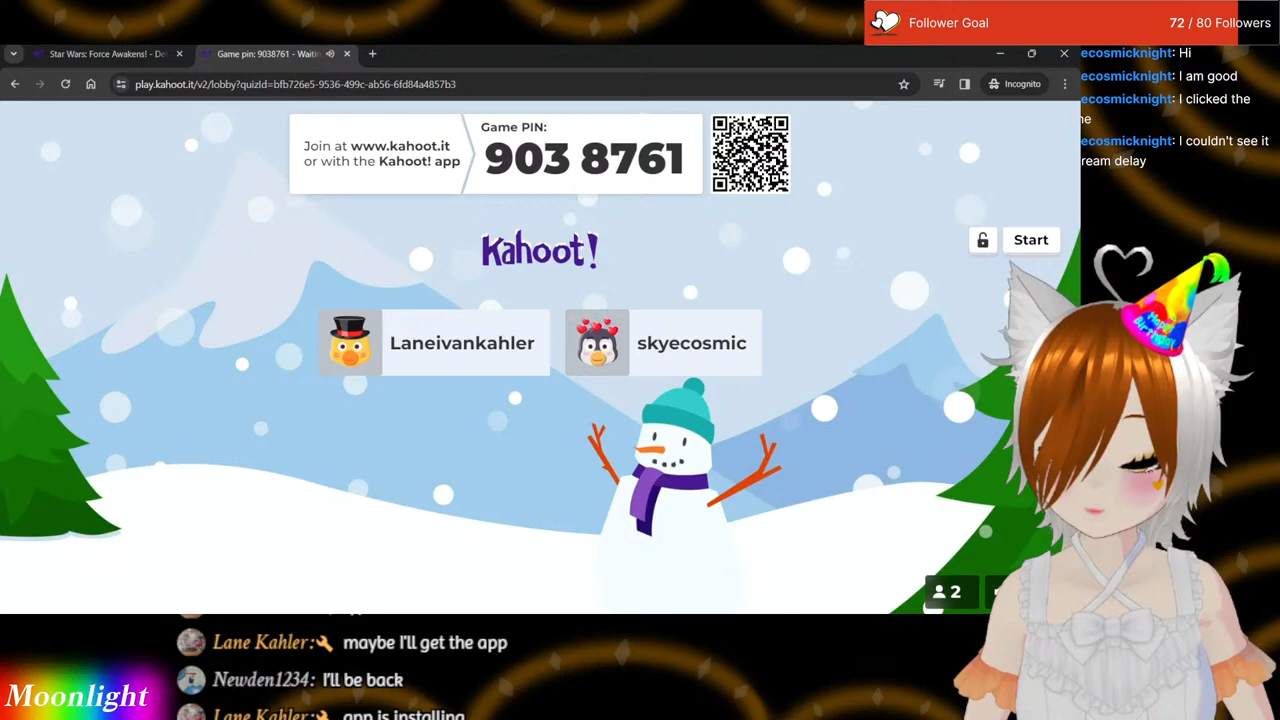 Follower Goal
72 / 80 Followers
Star Wars: Force Awakens! - De
Game pin: 9038761 - Waitin
play.kahoot.it/v2/lobby?quizId=bfb726e5-9536-499c-ab56-6fd84a4857b3
Incognito
ecosmicknight: Hi
ecosmicknight: I am good
ecosmicknight: I clicked the
ne
ecosmicknight: I couldn't see it
ream delay
Join at www.kahoot.it
or with the Kahoot! app
Game PIN:
903 8761
Kahoot!
Start
Laneivankahler
skyecosmic
Happy
Birthday
2
Lane Kahler: maybe I'll get the app
Newden1234: I'll be back
Lane Kahler: app is installing
Moonlight